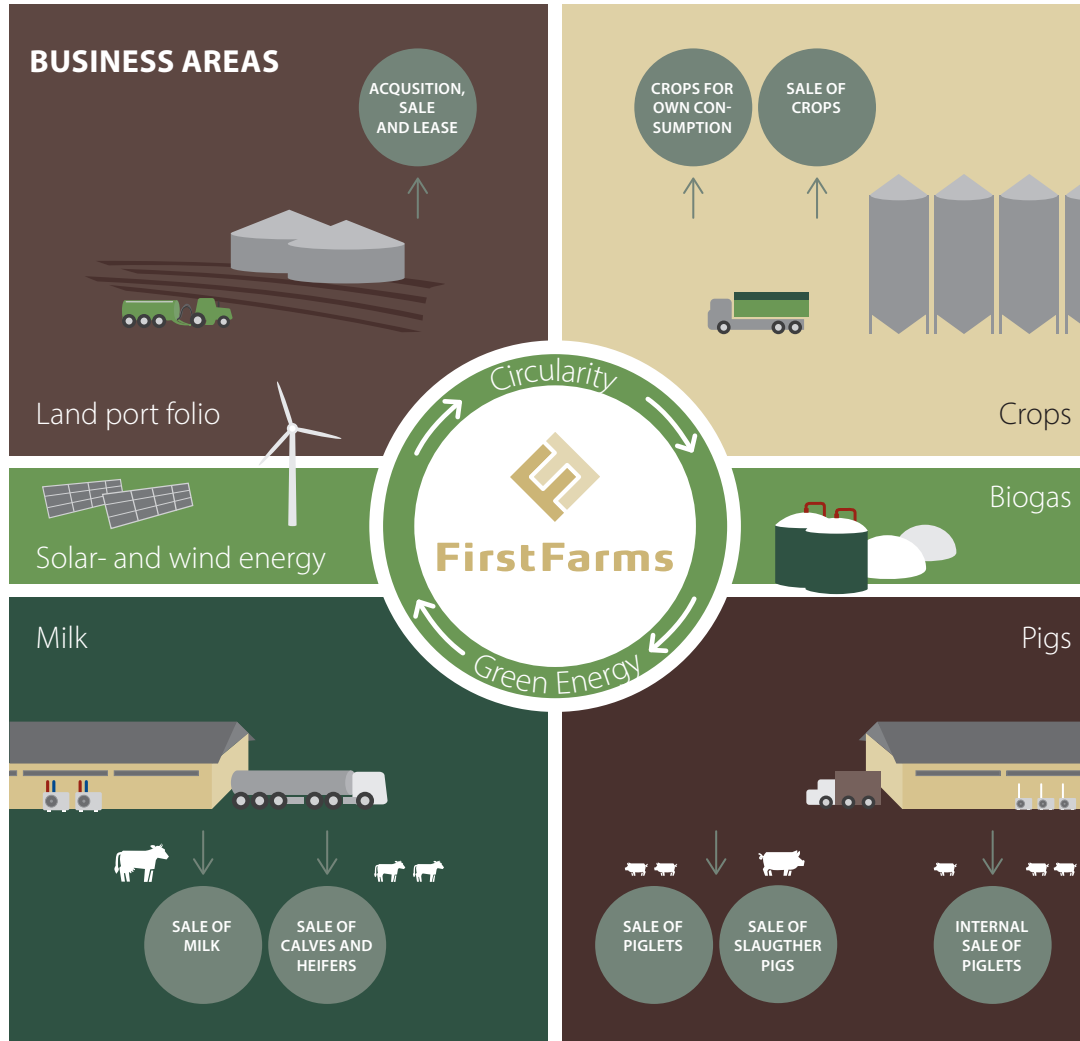 BUSINESS AREAS
ACQUSITION,
SALE
AND LEASE
Land port folio
CROPS FOR
OWN CON-
SUMPTION
SALE OF
CROPS
Crops
Circularity
FirstFarms
Green Energy
Solar- and wind energy
Biogas
Milk
SALE OF
MILK
SALE OF
CALVES AND
HEIFERS
Pigs
SALE OF
PIGLETS
SALE OF
SLAUGTHER
PIGS
INTERNAL
SALE OF
PIGLETS